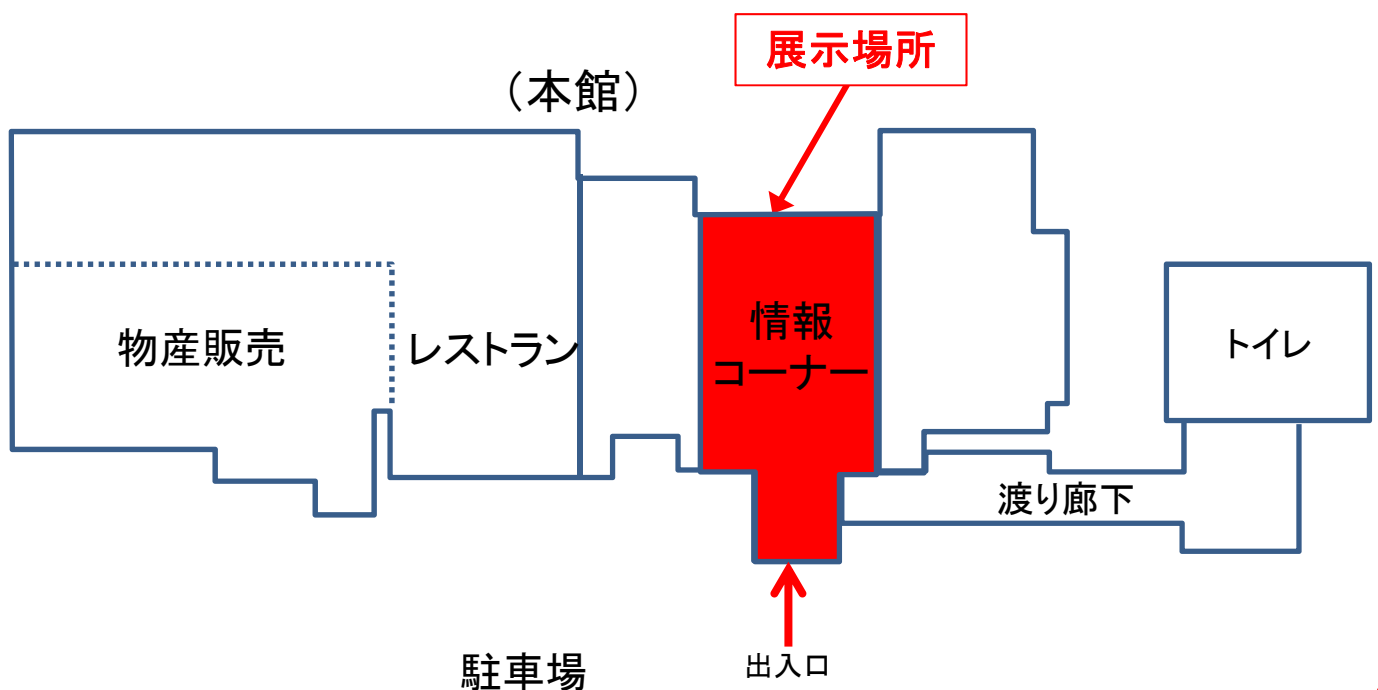 展示場所
（本館）
物産販売
レストラン
情報
コーナー
トイレ
渡り廊下
駐車場
出入口